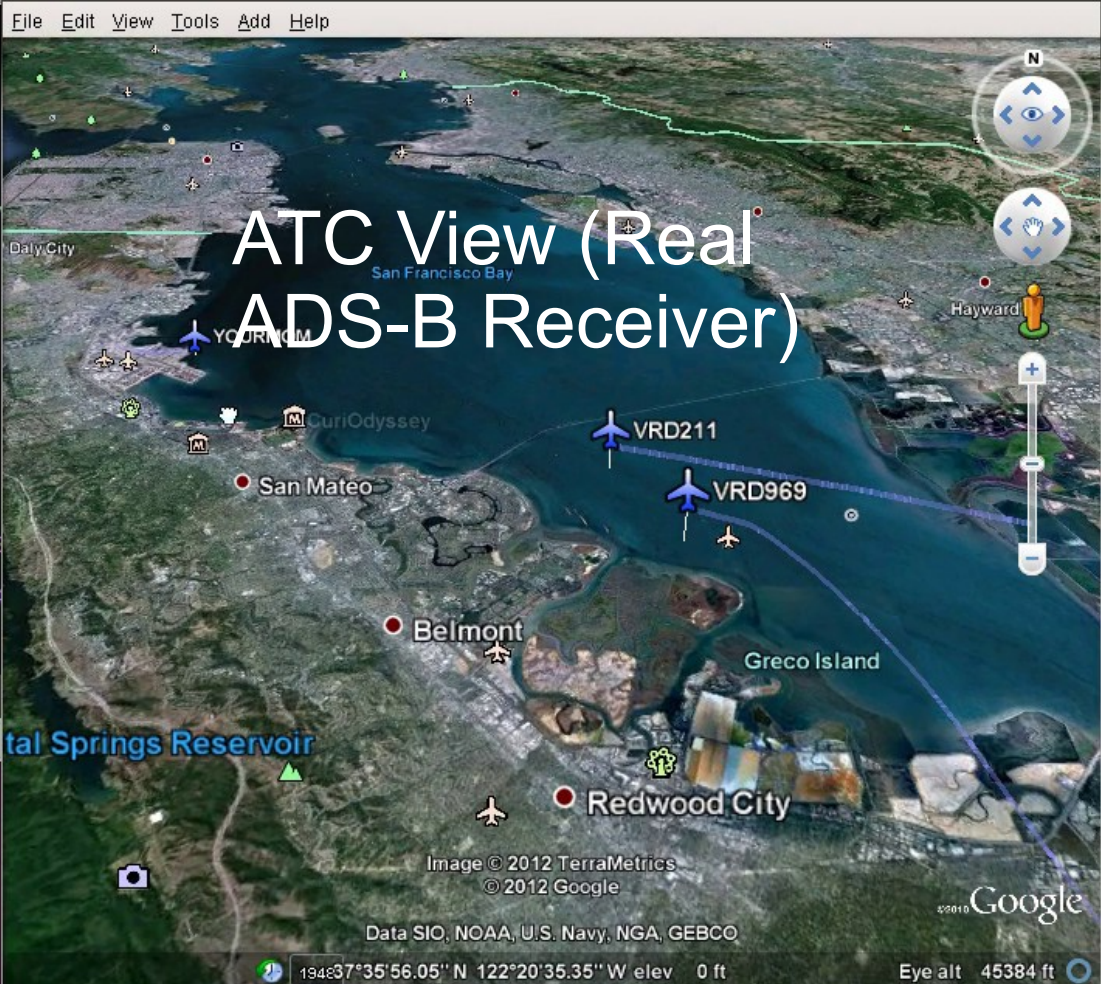 File Edit View Tools Add Help
N
Daly City
ATC View (Real
San Francisco Bay
ADS-B Receiver)
Hayward
YOURMOM
CuriOdyssey
VRD211
San Mateo
VRD969
Belmont
Greco Island
tal Springs Reservoir
Redwood City
Image © 2012 TerraMetrics
© 2012 Google
©2010 Google
Data SIO, NOAA, U.S. Navy, NGA, GEBCO
1948 37°35'56.05" N 122°20'35.35" W elev 0 ft Eye alt 45384 ft